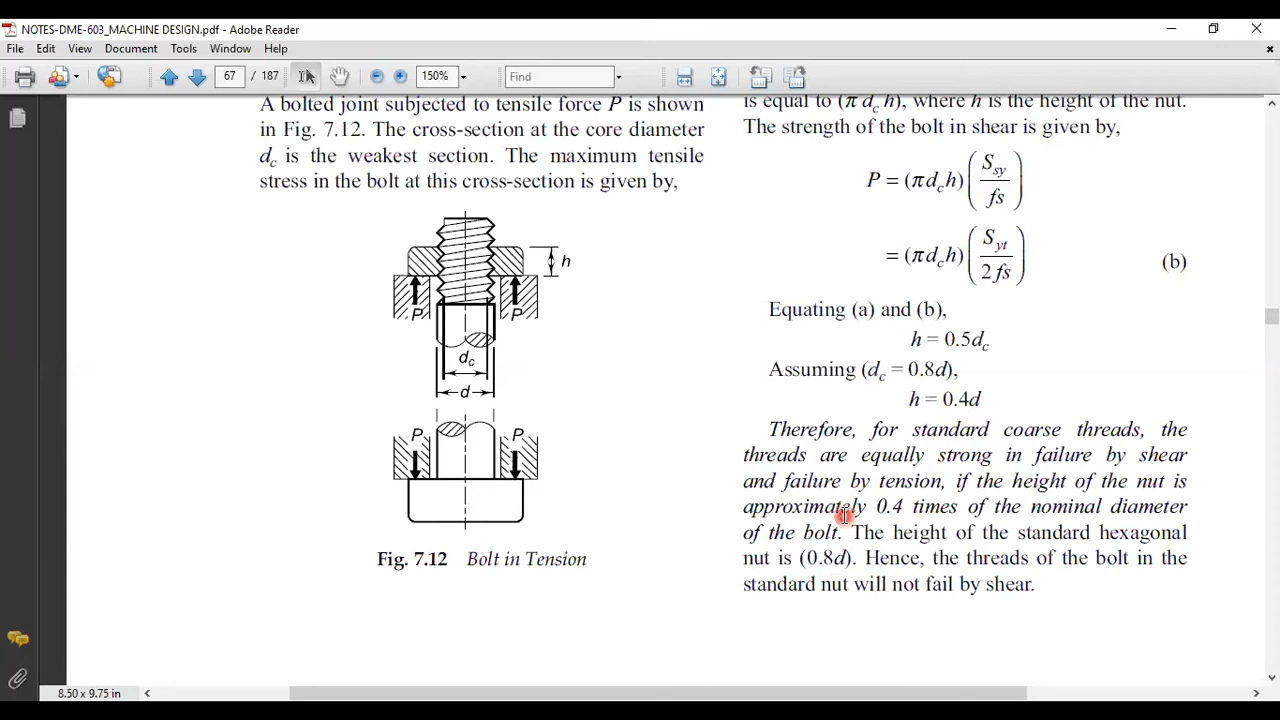 NOTES-DME-603_MACHINE DESIGN.pdf - Adobe Reader
File Edit View Document Tools Window Help
67 / 187 150% Find
A bolted joint subjected to tensile force P is shown
in Fig. 7.12. The cross-section at the core diameter
d_c is the weakest section. The maximum tensile
stress in the bolt at this cross-section is given by,
h
P P
d_c
d
P P
Fig. 7.12 Bolt in Tension
is equal to (π d_c h), where h is the height of the nut.
The strength of the bolt in shear is given by,
P = (πd_c h) (S_sy / fs)
= (πd_c h) (S_yt / 2 fs) (b)
Equating (a) and (b),
h = 0.5d_c
Assuming (d_c = 0.8d),
h = 0.4d
Therefore, for standard coarse threads, the
threads are equally strong in failure by shear
and failure by tension, if the height of the nut is
approximately 0.4 times of the nominal diameter
of the bolt. The height of the standard hexagonal
nut is (0.8d). Hence, the threads of the bolt in the
standard nut will not fail by shear.
8.50 x 9.75 in